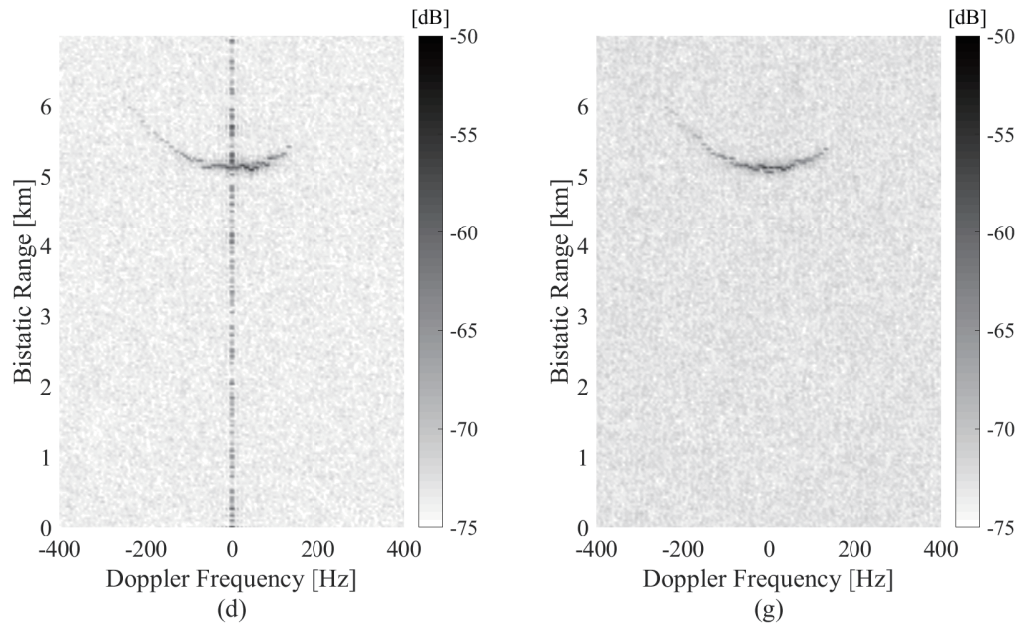 [dB]
-50
-55
-60
-65
-70
-75
6
5
4
3
2
1
0
Bistatic Range [km]
-400 -200 0 200 400
Doppler Frequency [Hz]
(d)
[dB]
-50
-55
-60
-65
-70
-75
6
5
4
3
2
1
0
Bistatic Range [km]
-400 -200 0 200 400
Doppler Frequency [Hz]
(g)